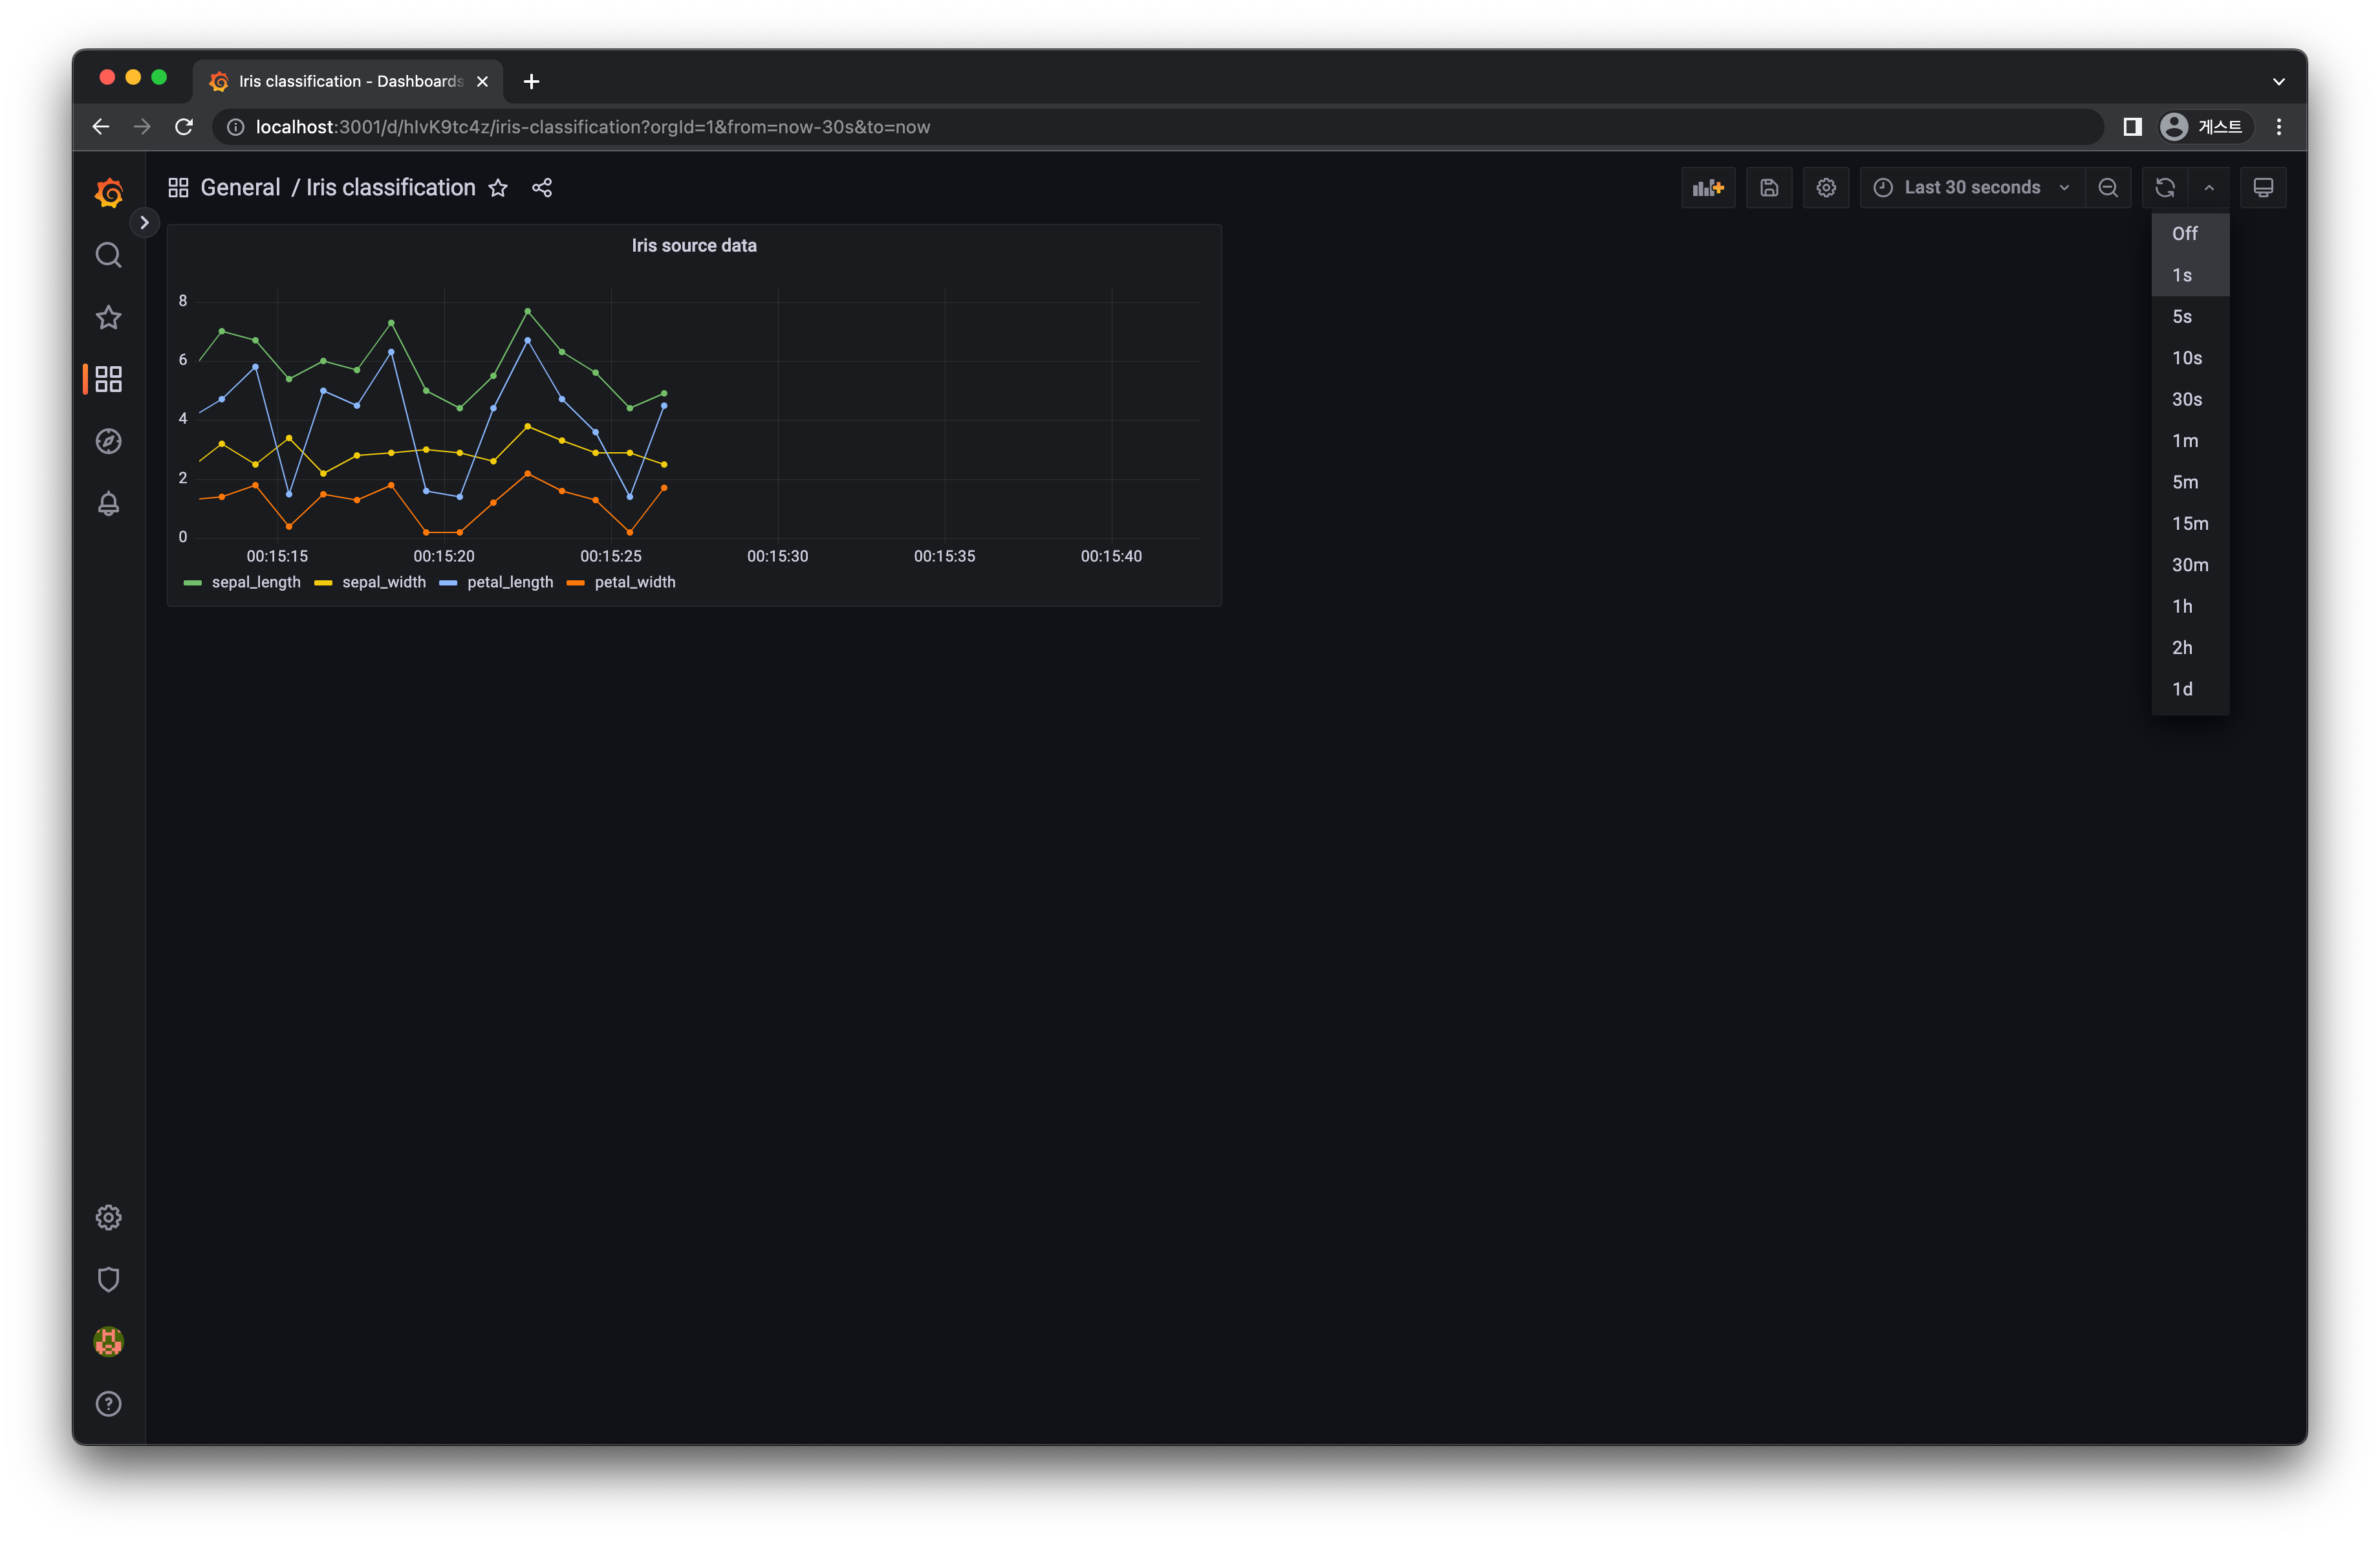 Iris classification - Dashboards
localhost:3001/d/hIvK9tc4z/iris-classification?orgId=1&from=now-30s&to=now
게스트
General / Iris classification
Last 30 seconds
Off
1s
5s
10s
30s
1m
5m
15m
30m
1h
2h
1d
Iris source data
8
6
4
2
0
00:15:15 00:15:20 00:15:25 00:15:30 00:15:35 00:15:40
sepal_length sepal_width petal_length petal_width